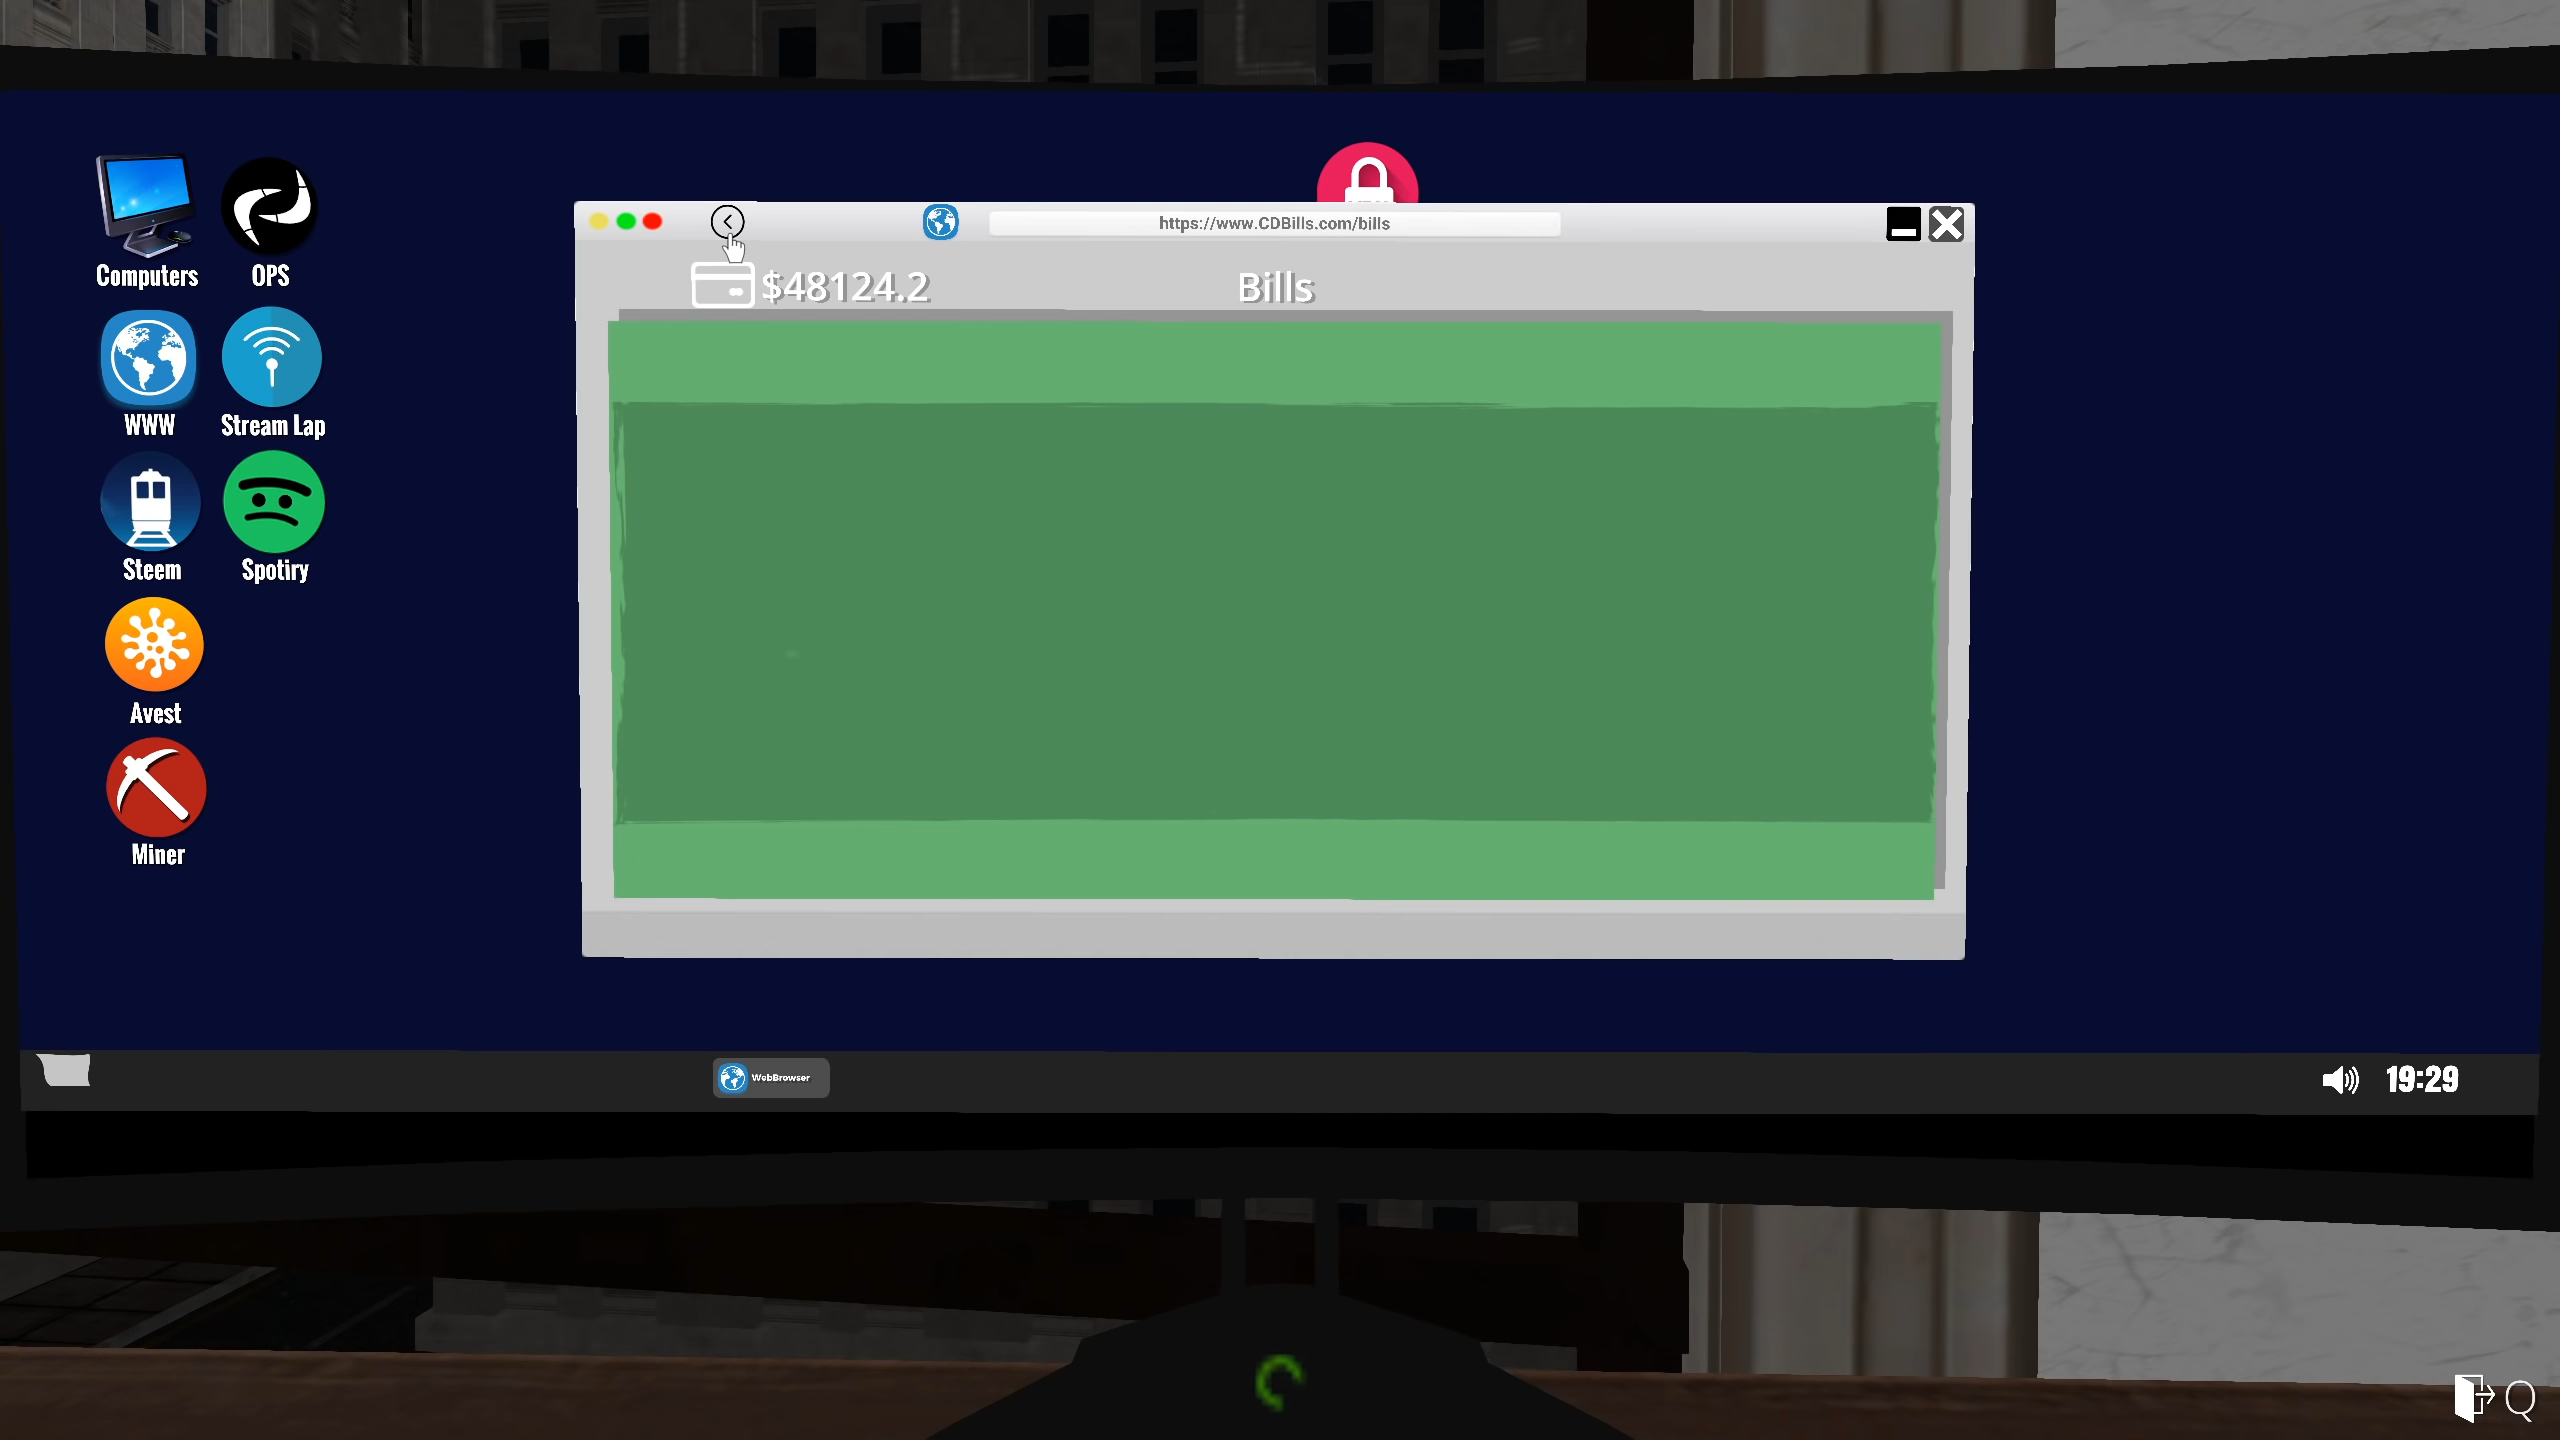 Computers
OPS
https://www.CDBills.com/bills
$48124.2
Bills
WWW
Stream Lap
Steem
Spotiry
Avest
Miner
WebBrowser
19:29
Q